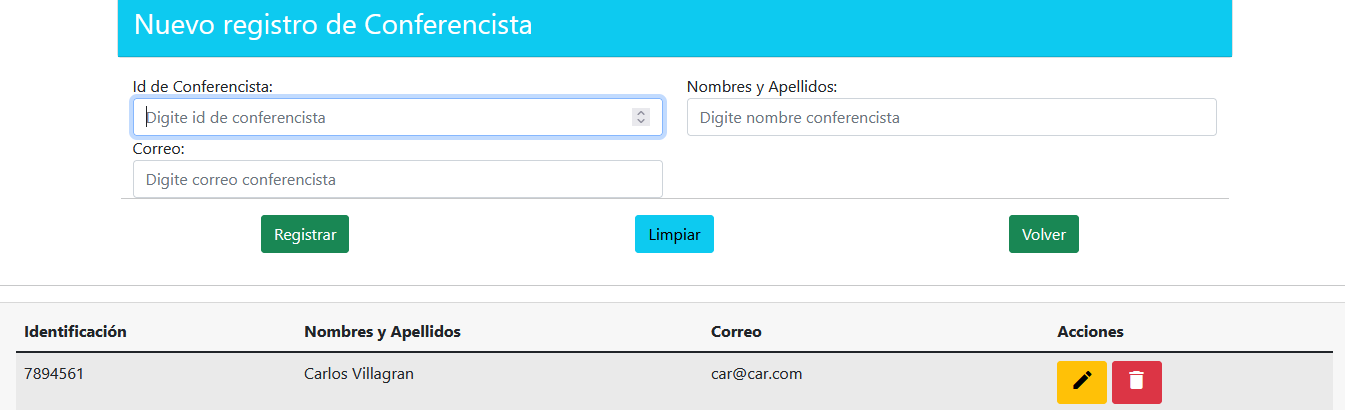 Nuevo registro de Conferencista
Id de Conferencista: Nombres y Apellidos:
Digite id de conferencista Digite nombre conferencista
Correo:
Digite correo conferencista
Registrar Limpiar Volver
Identificación Nombres y Apellidos Correo Acciones
7894561 Carlos Villagran car@car.com